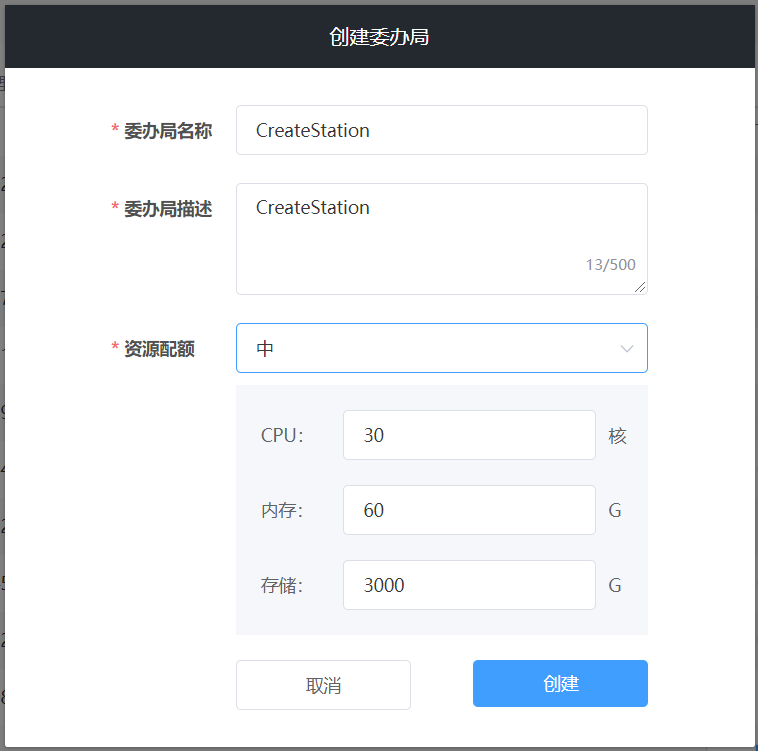 创建委办局
* 委办局名称 CreateStation
* 委办局描述 CreateStation
13/500
* 资源配额 中
CPU: 30 核
内存: 60 G
存储: 3000 G
取消 创建